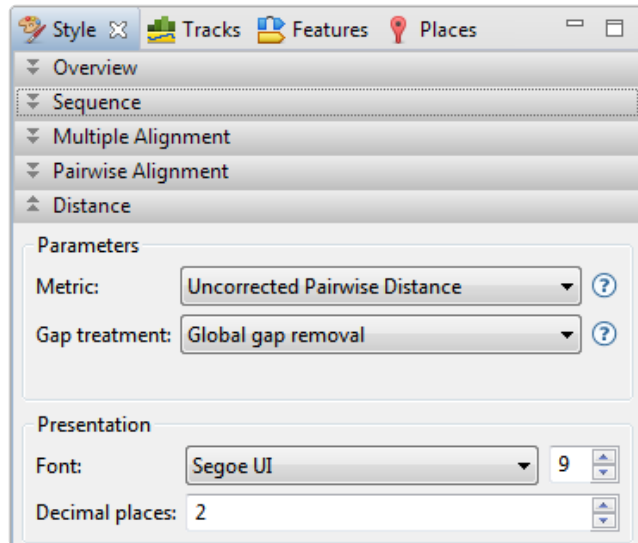 Style Tracks Features Places
Overview
Sequence
Multiple Alignment
Pairwise Alignment
Distance
Parameters
Metric: Uncorrected Pairwise Distance ?
Gap treatment: Global gap removal ?
Presentation
Font: Segoe UI 9
Decimal places: 2